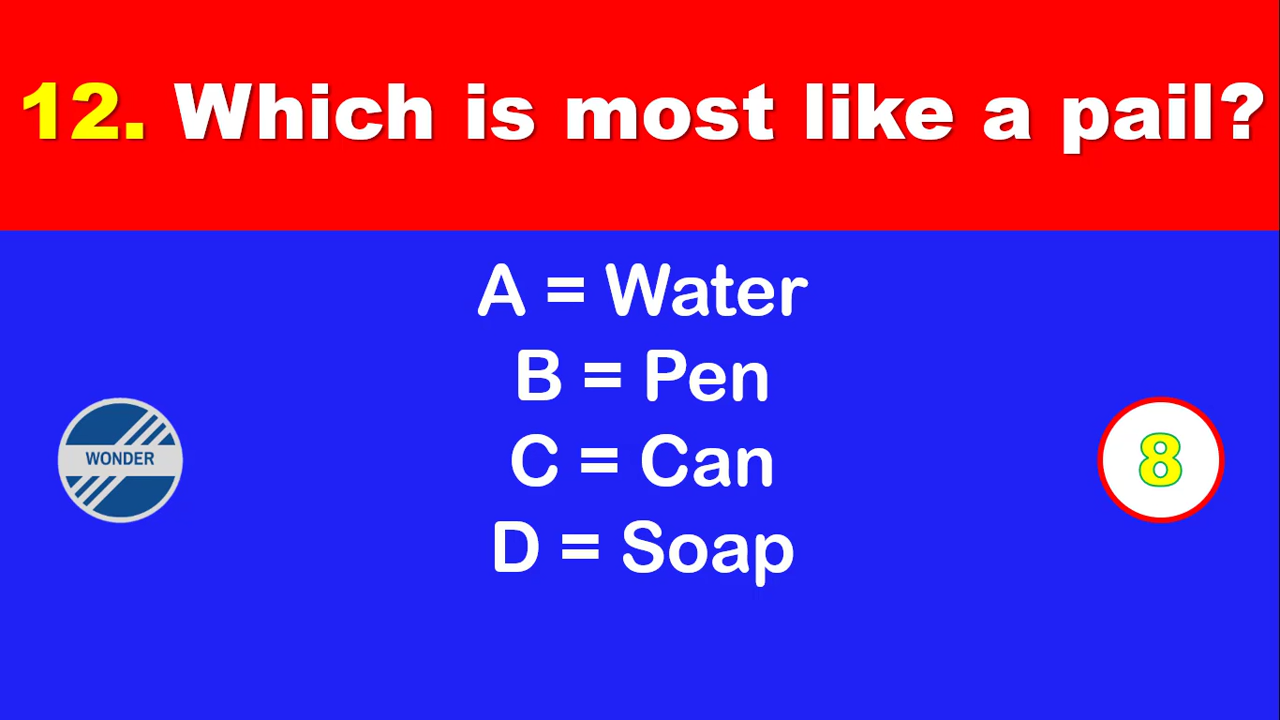 12. Which is most like a pail?
A = Water
B = Pen
C = Can
D = Soap
WONDER
8